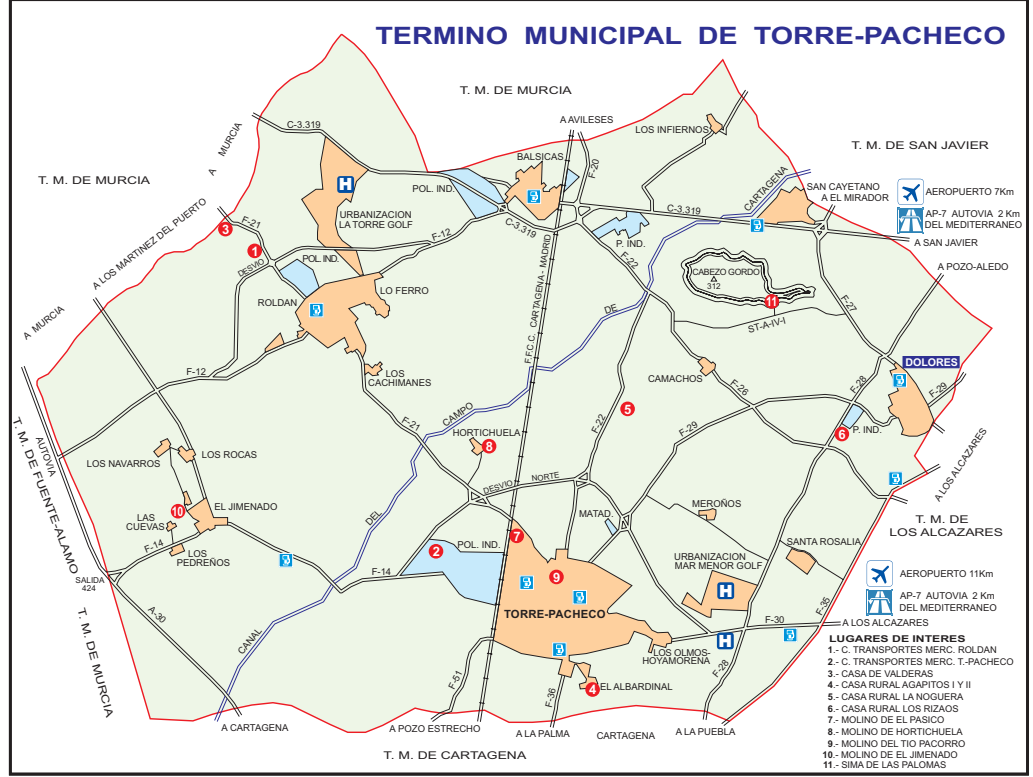 TERMINO MUNICIPAL DE TORRE-PACHECO
T. M. DE MURCIA
A AVILESES
LOS INFIERNOS
C-3.319
A MURCIA
T. M. DE SAN JAVIER
BALSICAS
F-20
T. M. DE MURCIA
H
POL. IND.
CARTAGENA
SAN CAYETANO
A EL MIRADOR
AEROPUERTO 7Km
AP-7 AUTOVIA 2 Km
DEL MEDITERRANEO
A LOS MARTINEZ DEL PUERTO
F-21
3
URBANIZACION
LA TORRE GOLF
C-3.319
C-3.319
A SAN JAVIER
F-12
1
DESVIO
POL IND.
P. IND.
F-22
A POZO-ALEDO
CABEZO GORDO
312
11
LO FERRO
ROLDAN
F.F.C.C. CARTAGENA - MADRID
DE
F-27
ST-A-IV-I
A MURCIA
LOS
CACHIMANES
F-12
CAMACHOS
DOLORES
F-26
F-28
F-29
CAMPO
5
F-21
F-22
F-29
P. IND.
6
HORTICHUELA
8
T. M. DE FUENTE-ALAMO
AUTOVIA
LOS NAVARROS
LOS ROCAS
A LOS ALCAZARES
DESVIO
NORTE
EL JIMENADO
10
LAS
CUEVAS
DEL
MATAD.
MEROÑOS
T. M. DE
LOS ALCAZARES
F-14
LOS
PEDREÑOS
7
POL. IND.
2
URBANIZACION
MAR MENOR GOLF
SANTA ROSALIA
SALIDA
424
F-14
9
H
AEROPUERTO 11Km
AP-7 AUTOVIA 2 Km
DEL MEDITERRANEO
A-30
TORRE-PACHECO
F-35
F-30
A LOS ALCAZARES
T. M. DE MURCIA
CANAL
H
LOS OLMOS-
HOYAMORENA
F-28
F-51
EL ALBARDINAL
4
F-36
A CARTAGENA
A POZO ESTRECHO
A LA PALMA
CARTAGENA
A LA PUEBLA
T. M. DE CARTAGENA
LUGARES DE INTERES
1.- C. TRANSPORTES MERC. ROLDAN
2.- C. TRANSPORTES MERC. T.-PACHECO
3.- CASA DE VALDERAS
4.- CASA RURAL AGAPITOS I Y II
5.- CASA RURAL LA NOGUERA
6.- CASA RURAL LOS RIZAOS
7.- MOLINO DE EL PASICO
8.- MOLINO DE HORTICHUELA
9.- MOLINO DEL TIO PACORRO
10.- MOLINO DE EL JIMENADO
11.- SIMA DE LAS PALOMAS